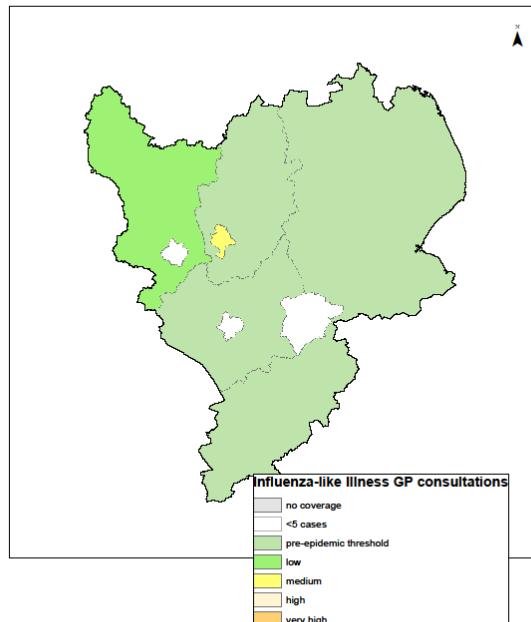 Influenza-like Illness GP consultations
no coverage
<5 cases
pre-epidemic threshold
low
medium
high
very high